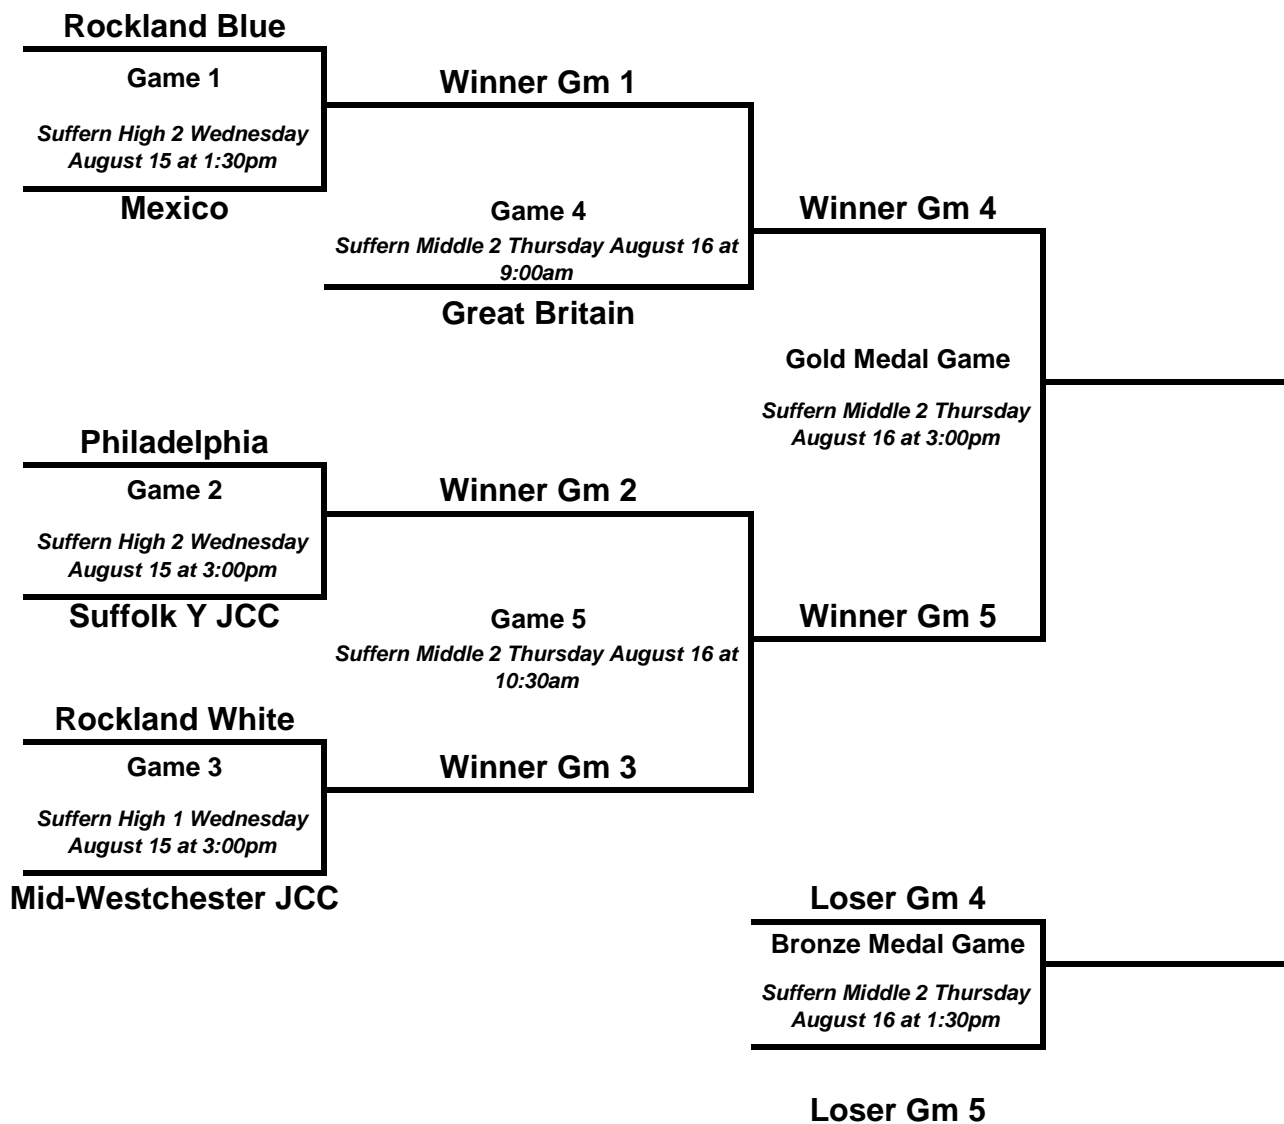 Rockland Blue
Game 1
Suffern High 2 Wednesday
August 15 at 1:30pm
Mexico
Winner Gm 1
Game 4
Suffern Middle 2 Thursday August 16 at
9:00am
Great Britain
Winner Gm 4
Gold Medal Game
Suffern Middle 2 Thursday
August 16 at 3:00pm
Philadelphia
Game 2
Suffern High 2 Wednesday
August 15 at 3:00pm
Suffolk Y JCC
Winner Gm 2
Game 5
Suffern Middle 2 Thursday August 16 at
10:30am
Winner Gm 5
Rockland White
Game 3
Suffern High 1 Wednesday
August 15 at 3:00pm
Mid-Westchester JCC
Winner Gm 3
Loser Gm 4
Bronze Medal Game
Suffern Middle 2 Thursday
August 16 at 1:30pm
Loser Gm 5